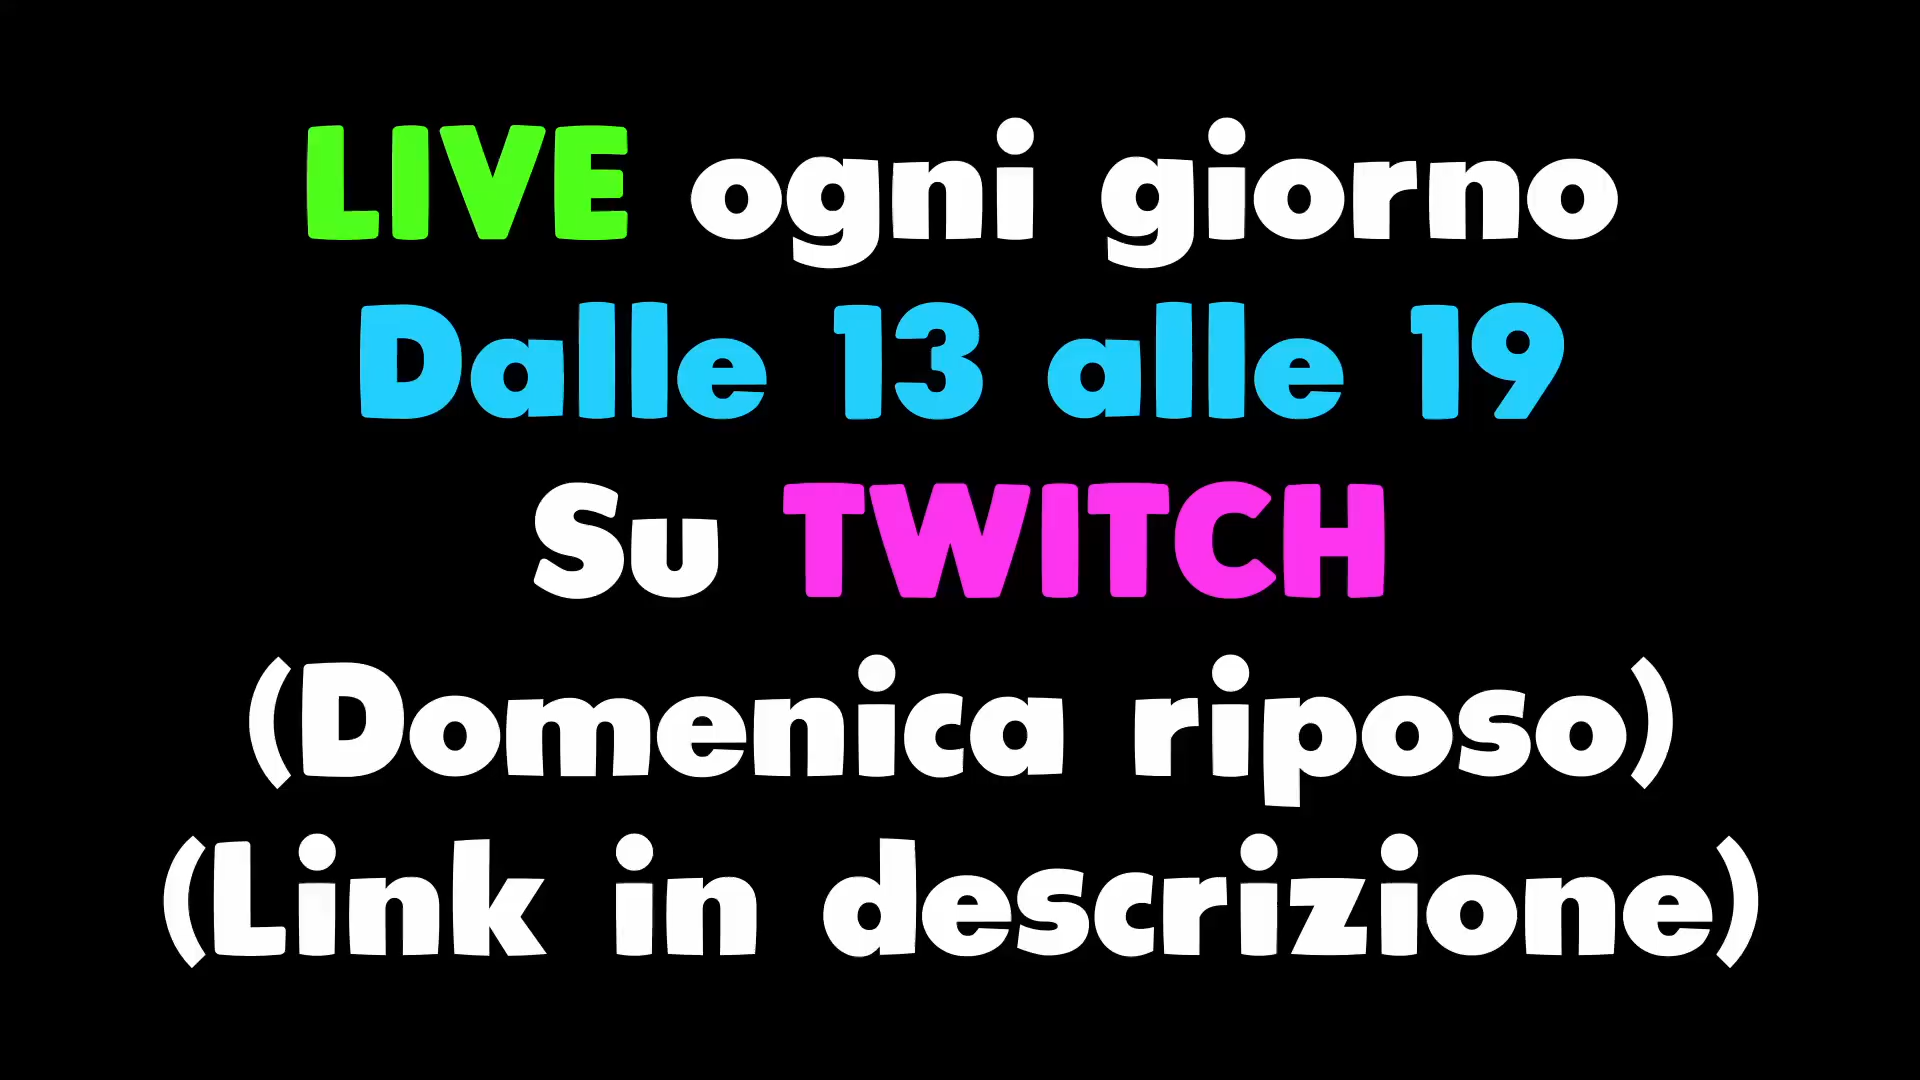 LIVE ogni giorno
Dalle 13 alle 19
Su TWITCH
(Domenica riposo)
(Link in descrizione)